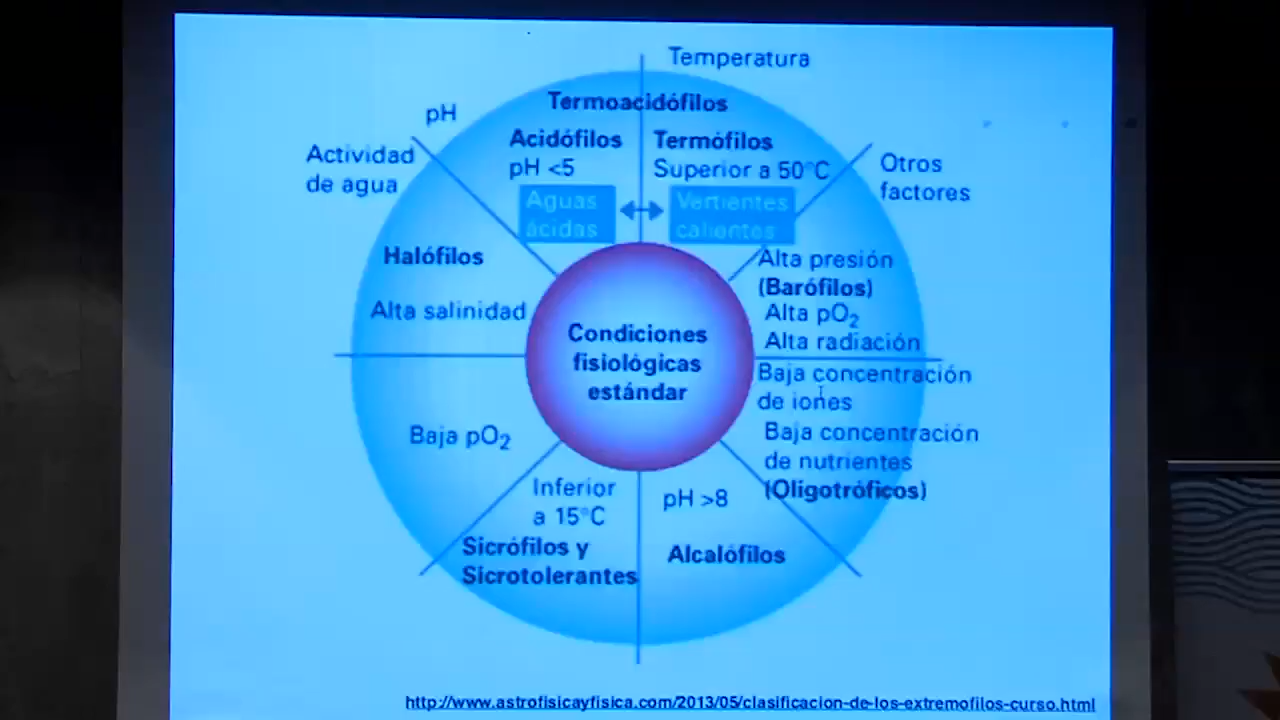 Temperatura
pH
Termoacidófilos
Acidófilos
pH <5
Termófilos
Superior a 50°C
Actividad
de agua
Otros
factores
Aguas
ácidas
Vertientes
calientes
Halófilos
Alta salinidad
Alta presión
(Barófilos)
Alta pO₂
Alta radiación
Condiciones
fisiológicas
estándar
Baja concentración
de iones
Baja concentración
de nutrientes
(Oligotróficos)
Baja pO₂
Inferior
a 15°C
Sicrófilos y
Sicrotolerantes
pH >8
Alcalófilos
http://www.astrofisicayfisica.com/2013/05/clasificacion-de-los-extremofilos-curso.html